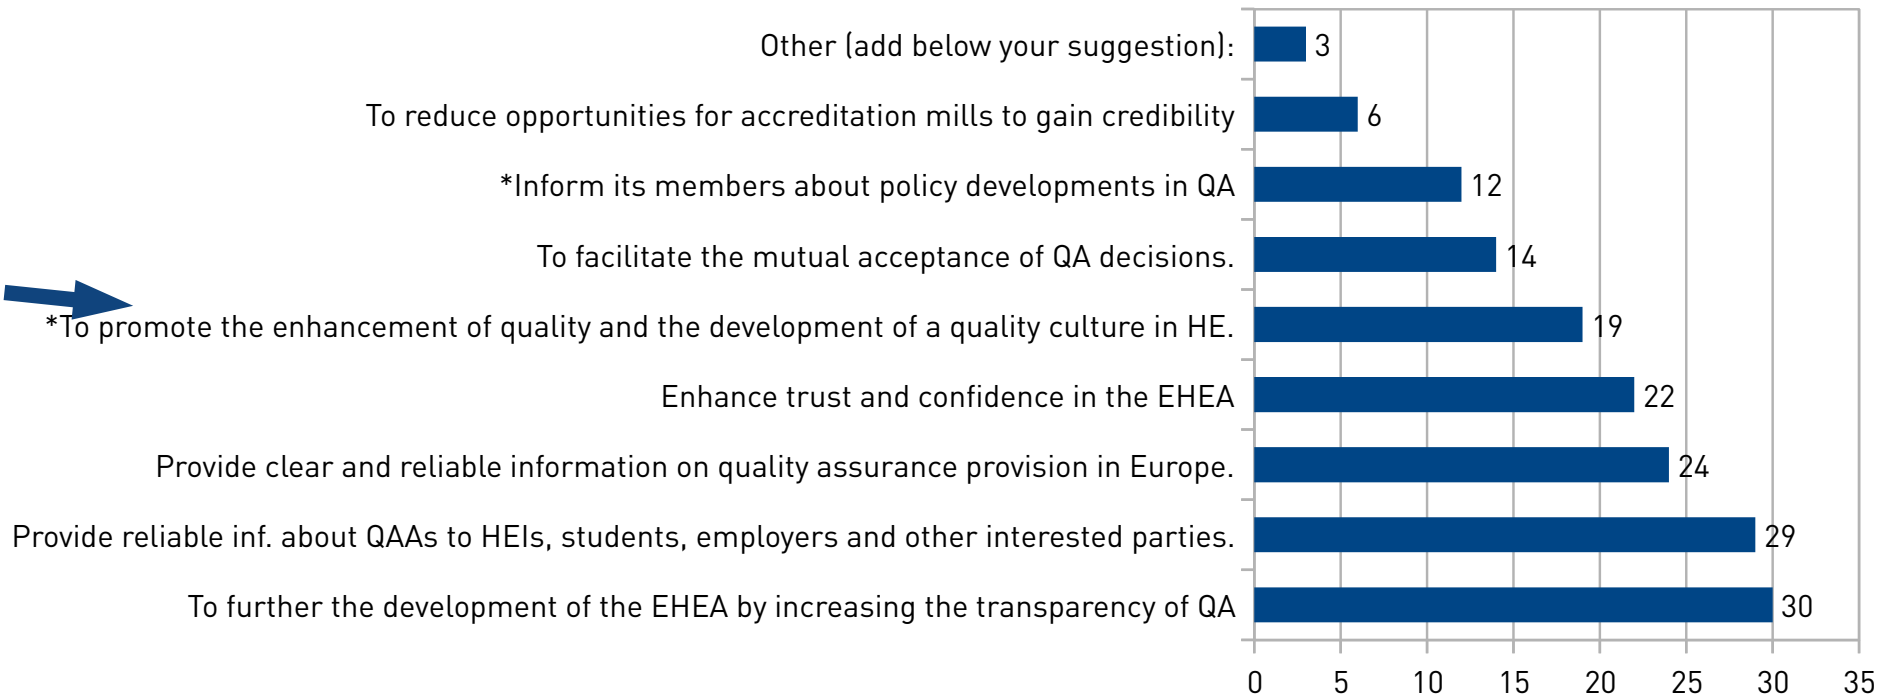 Other (add below your suggestion): 3
To reduce opportunities for accreditation mills to gain credibility 6
*Inform its members about policy developments in QA 12
To facilitate the mutual acceptance of QA decisions. 14
*To promote the enhancement of quality and the development of a quality culture in HE. 19
Enhance trust and confidence in the EHEA 22
Provide clear and reliable information on quality assurance provision in Europe. 24
Provide reliable inf. about QAAs to HEIs, students, employers and other interested parties. 29
To further the development of the EHEA by increasing the transparency of QA 30
0 5 10 15 20 25 30 35